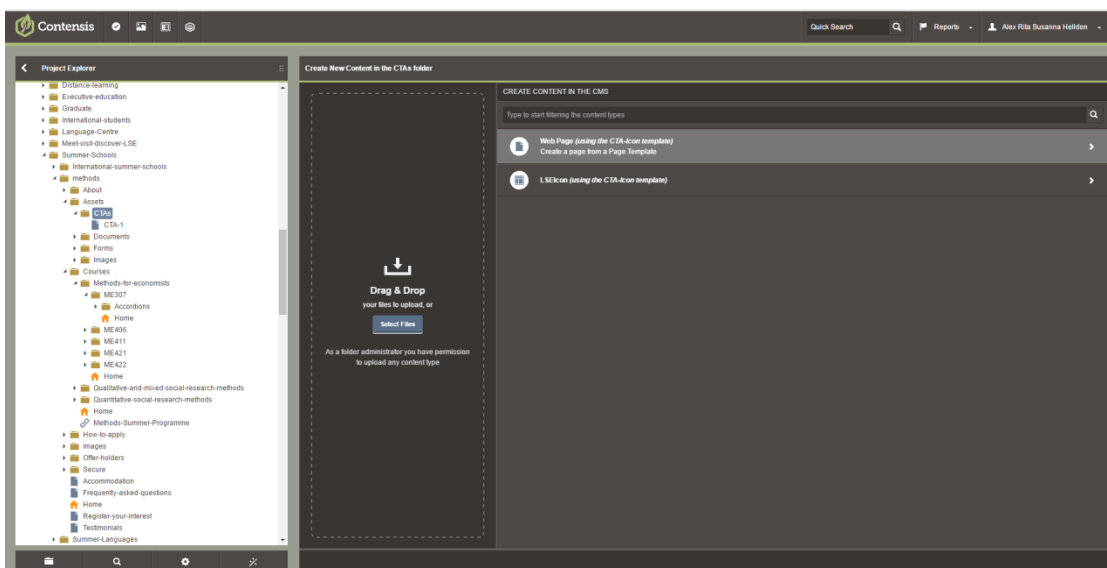 Contensis
Quick Search
Reports
Alex Rita Susanna Hellden
Project Explorer
Distance-learning
Executive-education
Graduate
International-students
Language-Centre
Meet-visit-discover-LSE
Summer-Schools
International-summer-schools
methods
About
Assets
CTAs
CTA-1
Documents
Forms
Images
Courses
Methods-for-economists
ME307
Accordions
Home
ME406
ME411
ME421
ME422
Home
Qualitative-and-mixed-social-research-methods
Quantitative-social-research-methods
Home
Methods-Summer-Programme
How-to-apply
Images
Offer-holders
Secure
Accommodation
Frequently-asked-questions
Home
Register-your-interest
Testimonials
Summer-Languages
Create New Content in the CTAs folder
Drag & Drop
your files to upload, or
Select Files
As a folder administrator you have permission
to upload any content type
CREATE CONTENT IN THE CMS
Type to start filtering the content types
Web Page (using the CTA-Icon template)
Create a page from a Page Template
LSEIcon (using the CTA-Icon template)